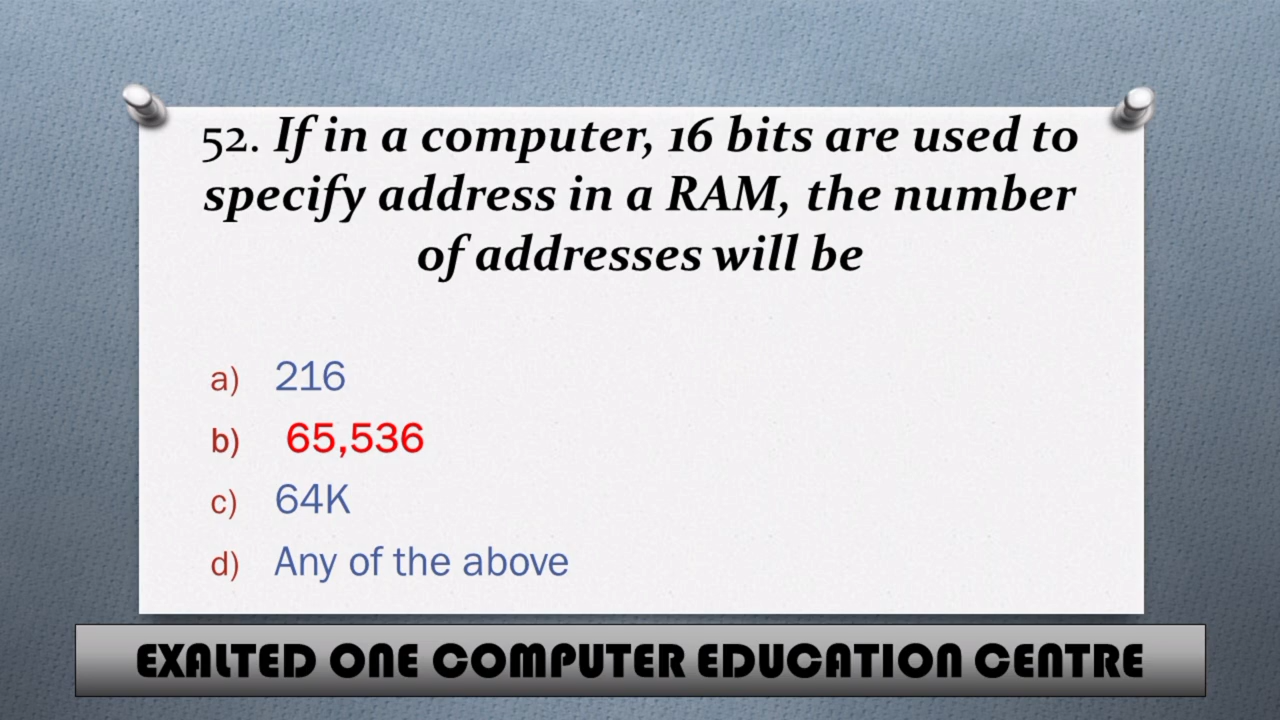 52. If in a computer, 16 bits are used to
specify address in a RAM, the number
of addresses will be
a) 216
b) 65,536
c) 64K
d) Any of the above
EXALTED ONE COMPUTER EDUCATION CENTRE